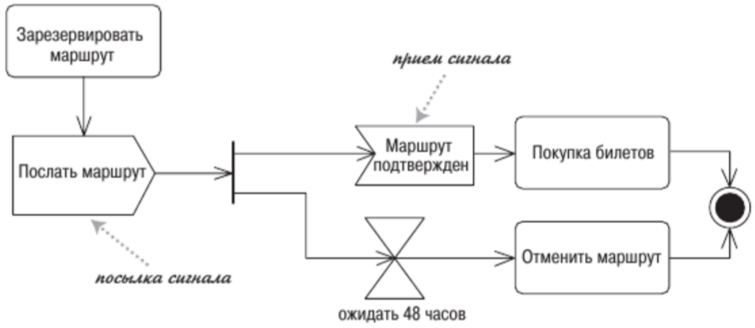 Зарезервировать
маршрут
прием сигнала
Послать маршрут
Маршрут
подтвержден
Покупка билетов
посылка сигнала
Отменить маршрут
ожидать 48 часов